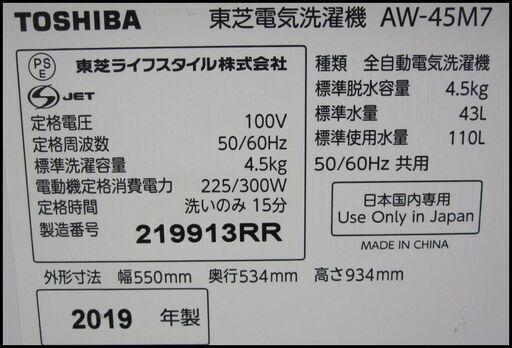 TOSHIBA 東芝電気洗濯機 AW-45M7
PS E 東芝ライフスタイル株式会社
S JET
定格電圧 100V
定格周波数 50/60Hz
標準洗濯容量 4.5kg
電動機定格消費電力 225/300W
定格時間 洗いのみ 15分
製造番号 219913RR
種類 全自動電気洗濯機
標準脱水容量 4.5kg
標準水量 43L
標準使用水量 110L
50/60Hz 共用
日本国内専用
Use Only in Japan
MADE IN CHINA
外形寸法 幅550mm 奥行534mm 高さ934mm
2019 年製